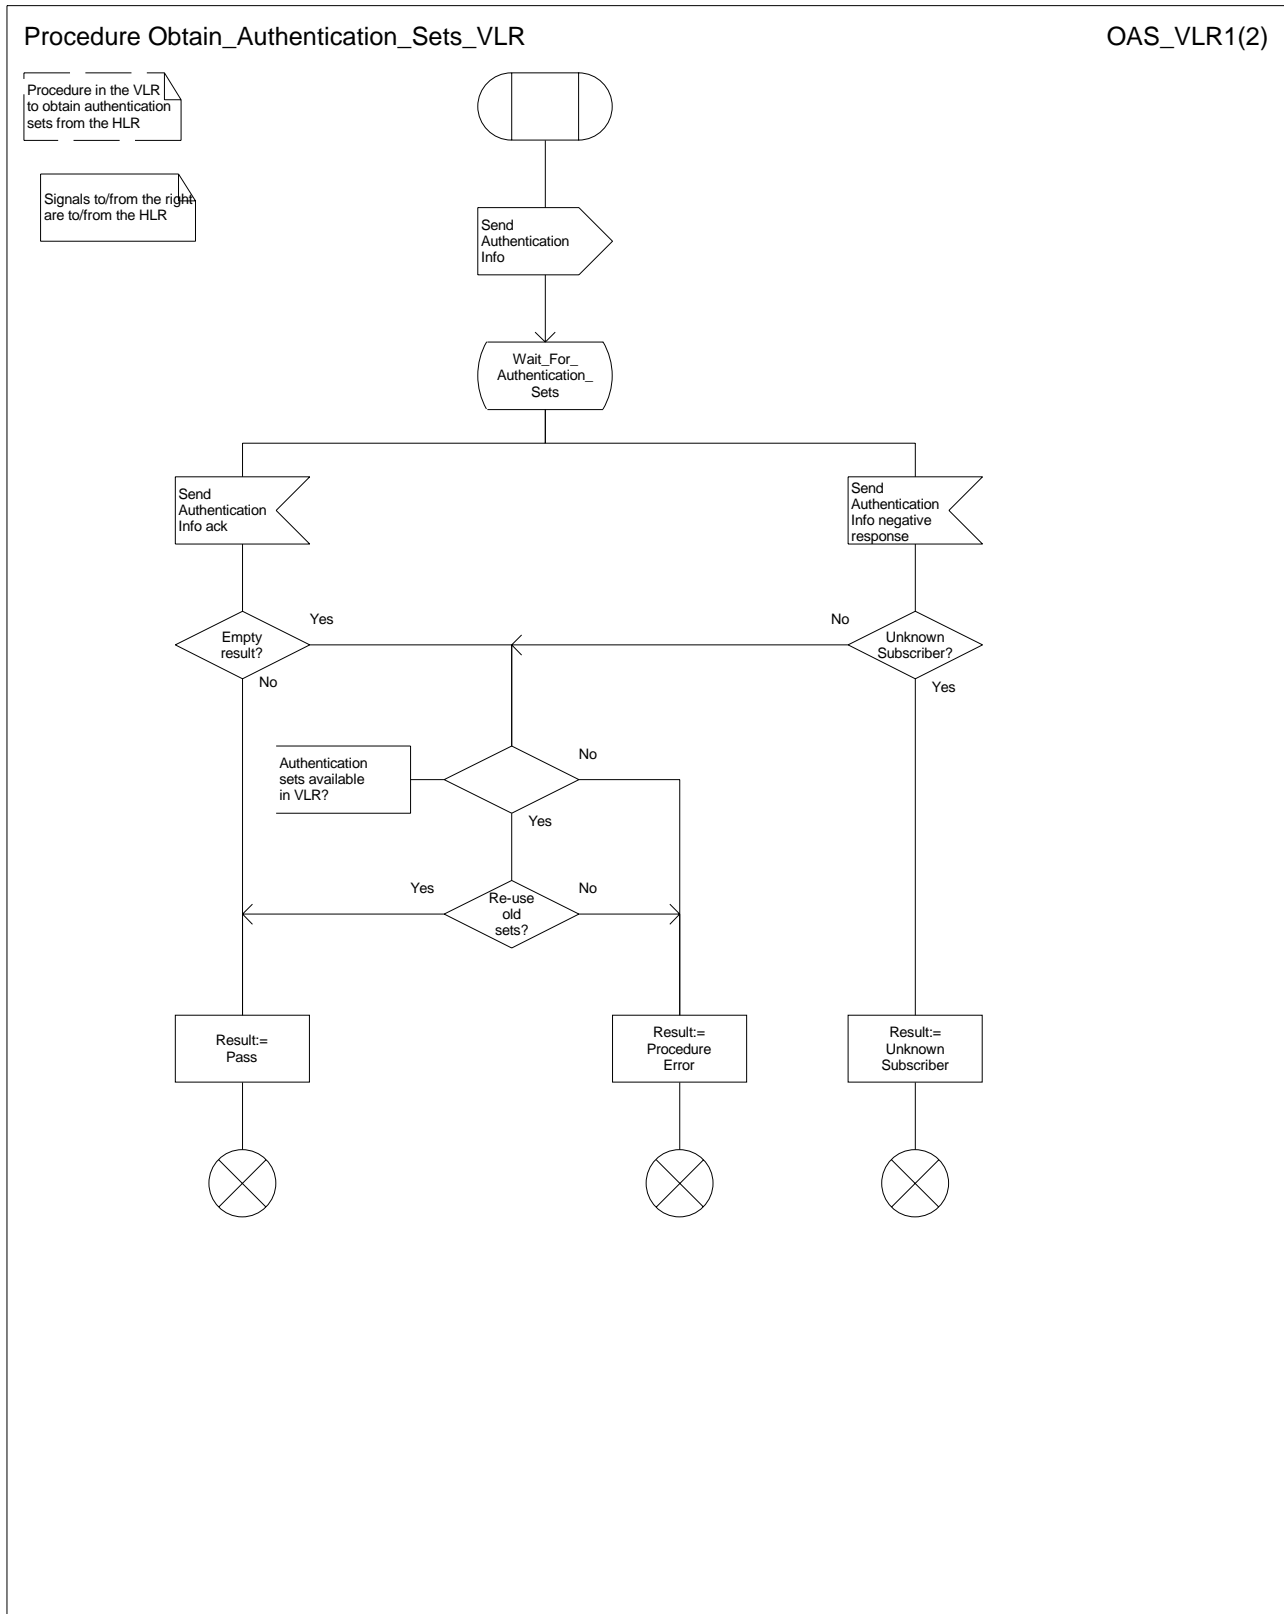 Procedure Obtain_Authentication_Sets_VLR
OAS_VLR1(2)
Procedure in the VLR
to obtain authentication
sets from the HLR
Signals to/from the right
are to/from the HLR
Send
Authentication
Info
Wait_For_
Authentication_
Sets
Send
Authentication
Info ack
Send
Authentication
Info negative
response
Empty
result?
Yes
No
No
Unknown
Subscriber?
Yes
Authentication
sets available
in VLR?
No
Yes
Yes
Re-use
old
sets?
No
Result:=
Pass
Result:=
Procedure
Error
Result:=
Unknown
Subscriber